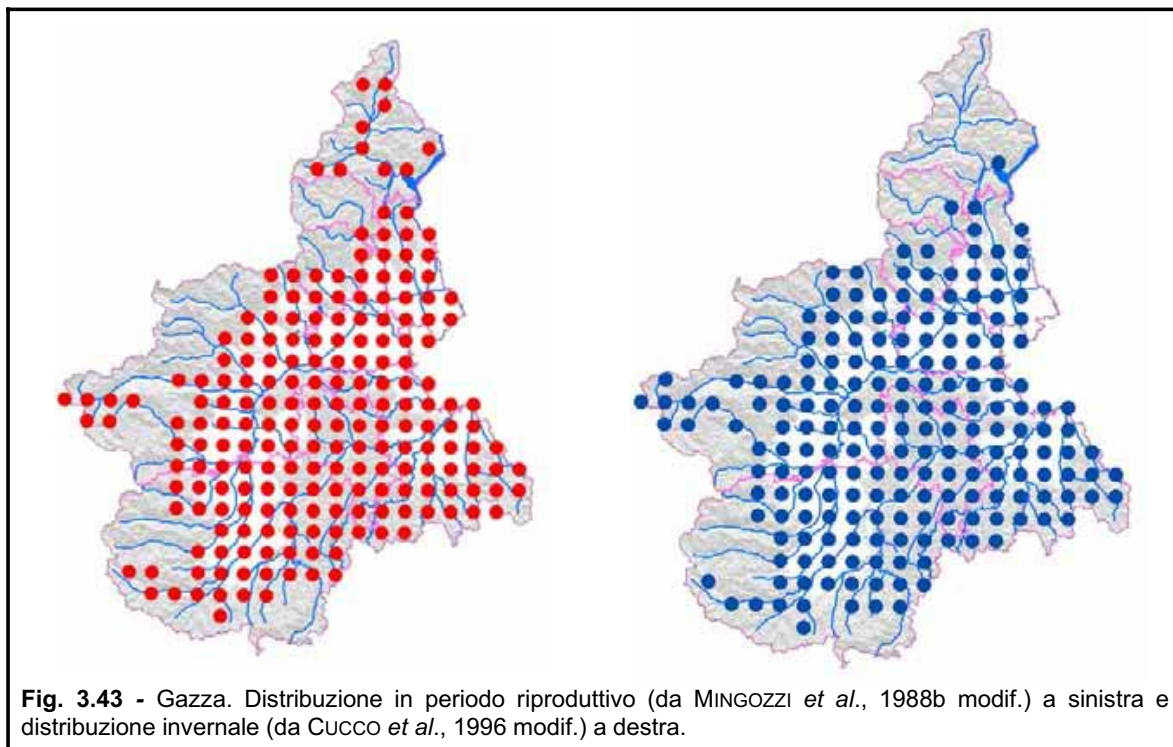 Fig. 3.43 - Gazza. Distribuzione in periodo riproduttivo (da MINGOZZI et al., 1988b modif.) a sinistra e
distribuzione invernale (da CUCCO et al., 1996 modif.) a destra.